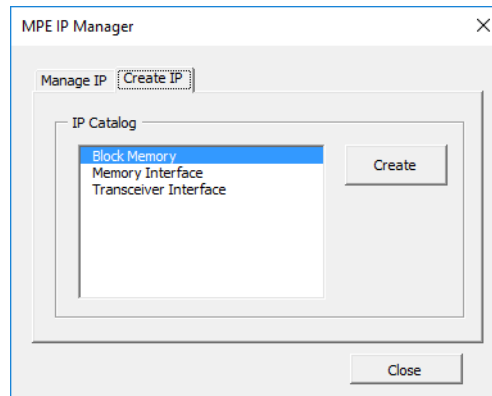 MPE IP Manager
Manage IP Create IP
IP Catalog
Block Memory
Memory Interface
Transceiver Interface
Create
Close